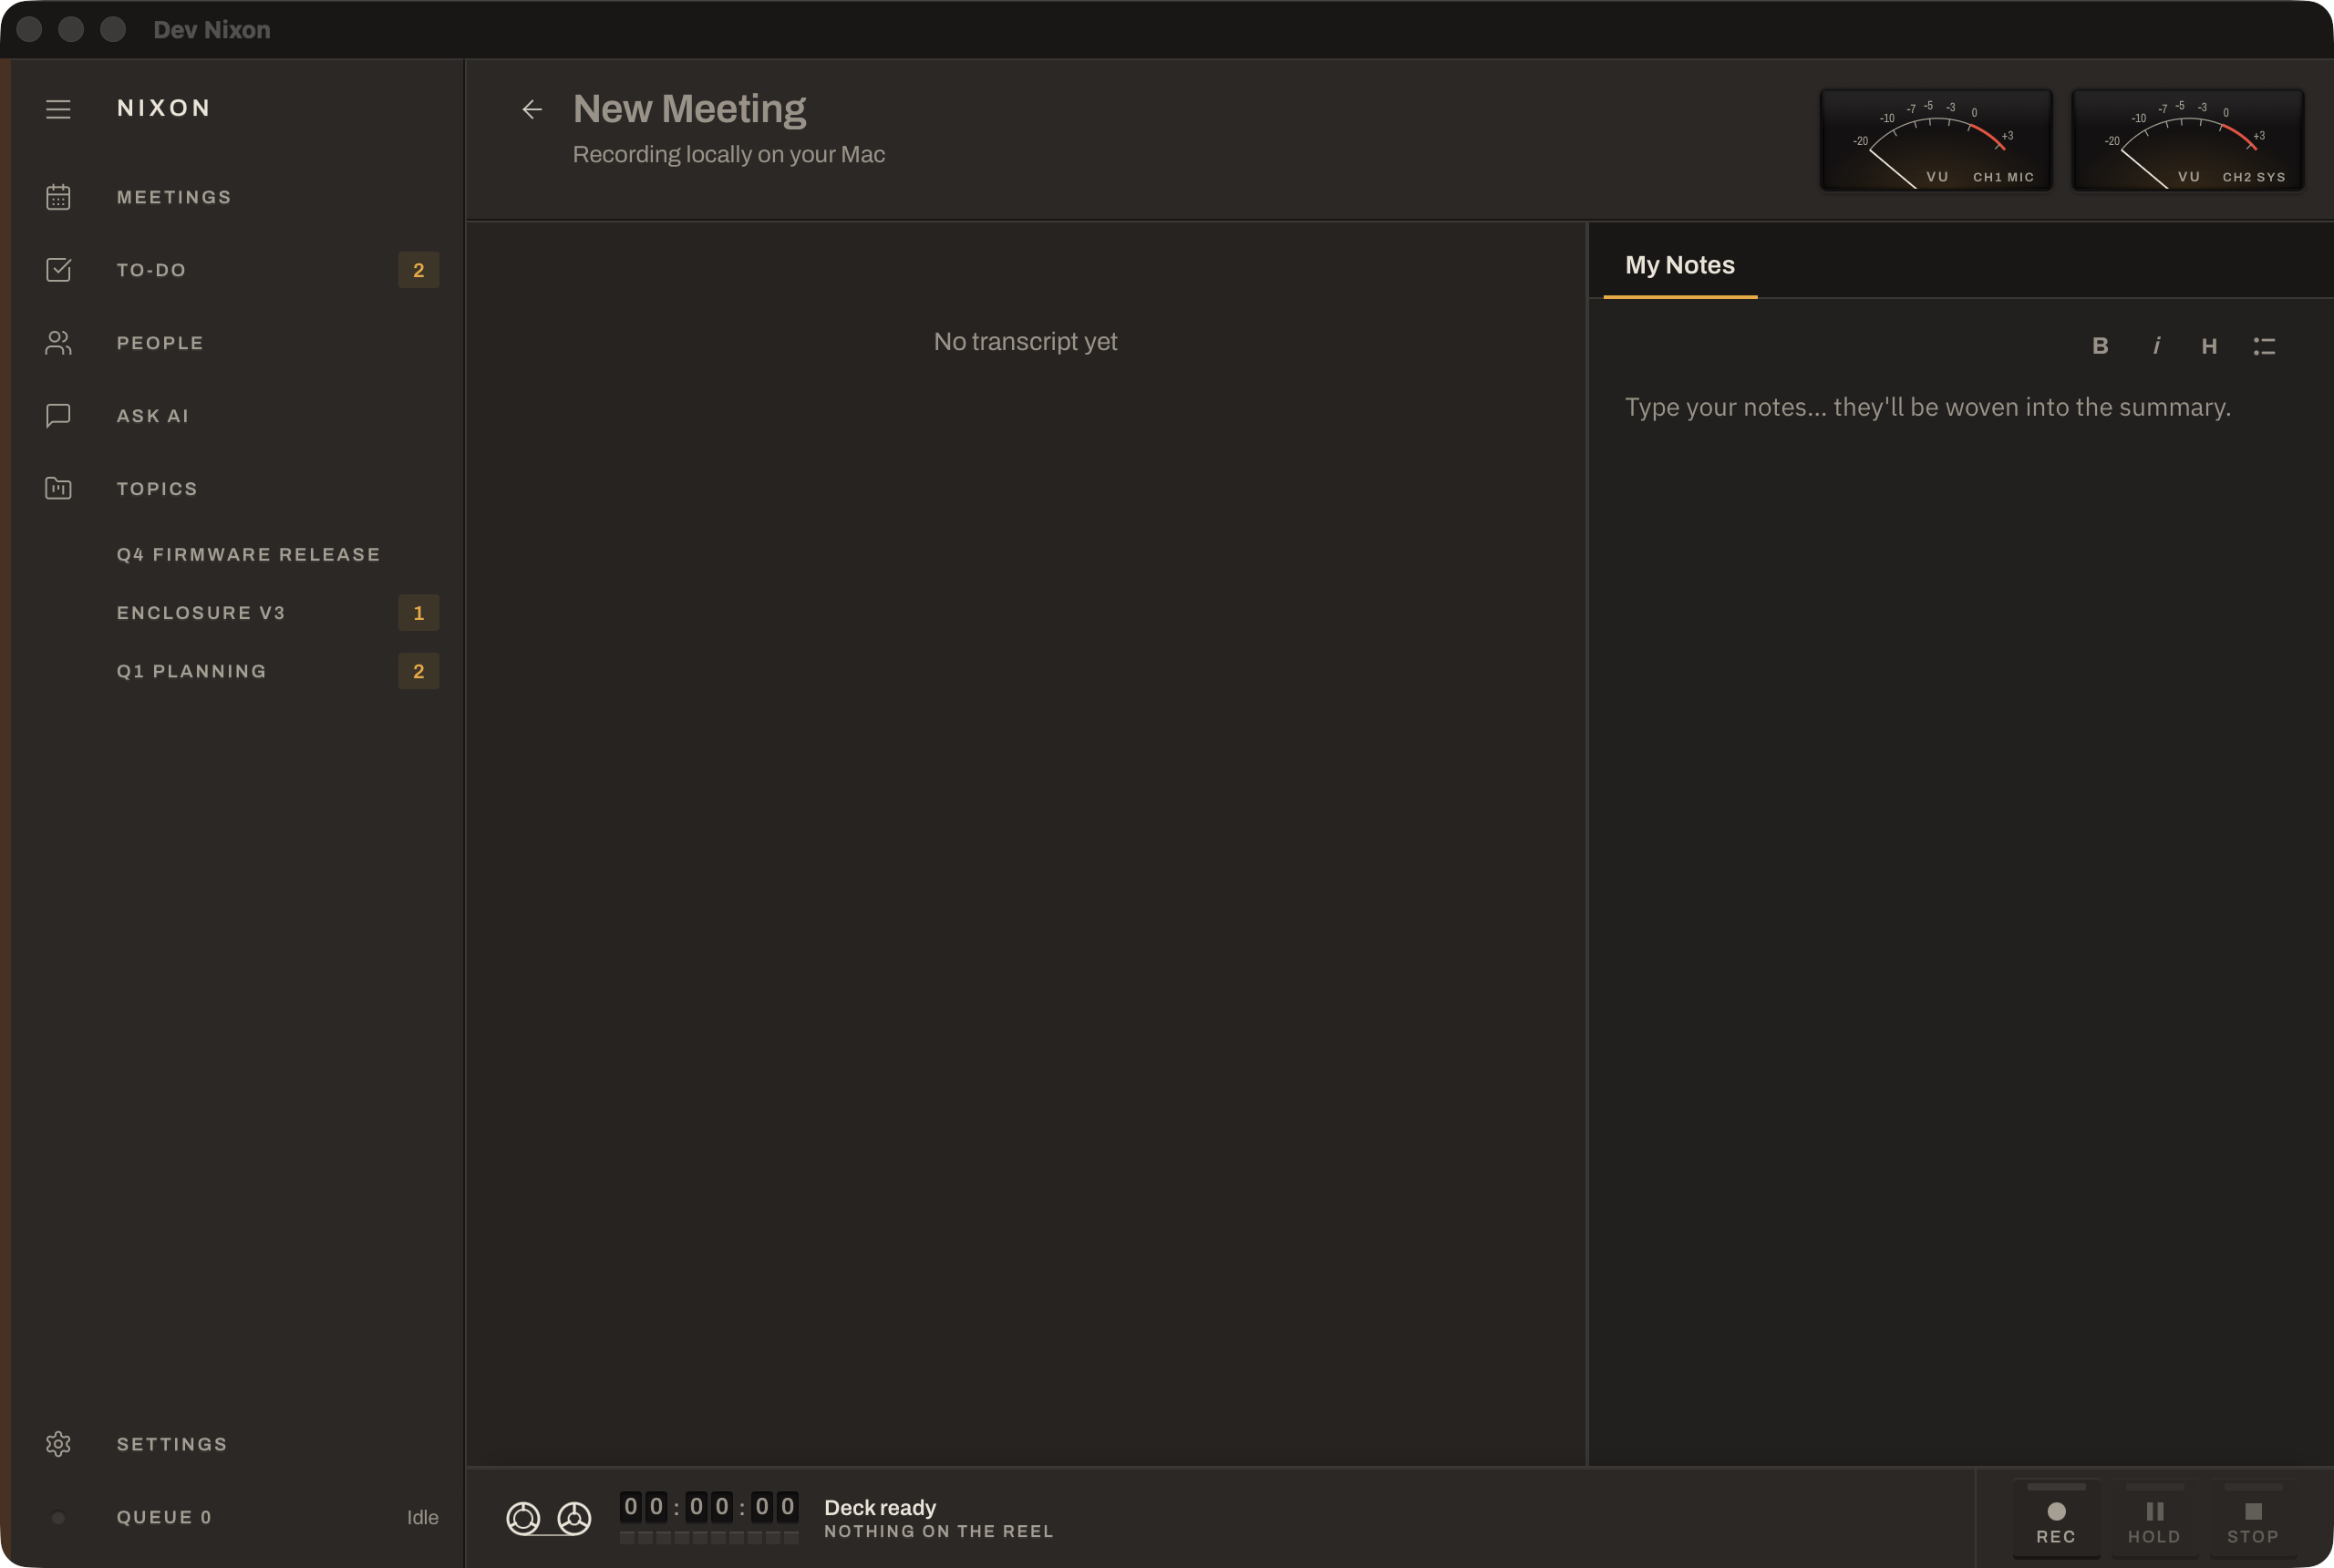 Dev Nixon
NIXON
MEETINGS
TO-DO 2
PEOPLE
ASK AI
TOPICS
Q4 FIRMWARE RELEASE
ENCLOSURE V3 1
Q1 PLANNING 2
SETTINGS
QUEUE 0 Idle
New Meeting
Recording locally on your Mac
-20 -10 -7 -5 -3 0 +3
VU CH1 MIC
-20 -10 -7 -5 -3 0 +3
VU CH2 SYS
No transcript yet
My Notes
B i H
Type your notes... they'll be woven into the summary.
00:00:00
Deck ready
NOTHING ON THE REEL
REC HOLD STOP